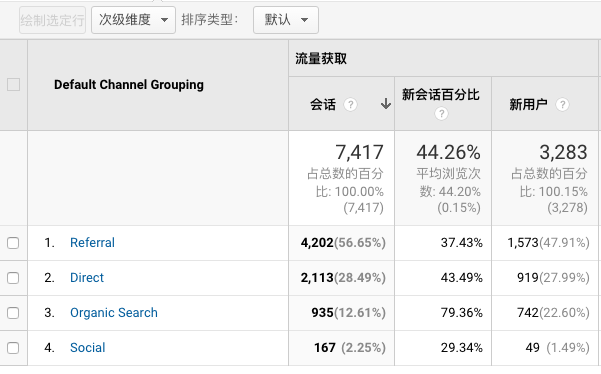 绘制选定行 次级维度 排序类型: 默认
流量获取
Default Channel Grouping
会话 ? 新会话百分比 ? 新用户 ?
7,417 44.26% 3,283
占总数的百分 平均浏览次 占总数的百分
比: 100.00% 数: 44.20% 比: 100.15%
(7,417) (0.15%) (3,278)
1. Referral 4,202(56.65%) 37.43% 1,573(47.91%)
2. Direct 2,113(28.49%) 43.49% 919(27.99%)
3. Organic Search 935(12.61%) 79.36% 742(22.60%)
4. Social 167 (2.25%) 29.34% 49 (1.49%)